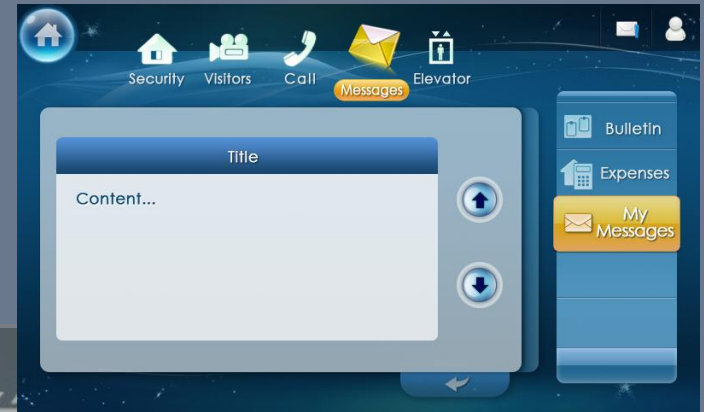 Security Visitors Call Messages Elevator
Title
Content...
Bulletin
Expenses
My
Messages